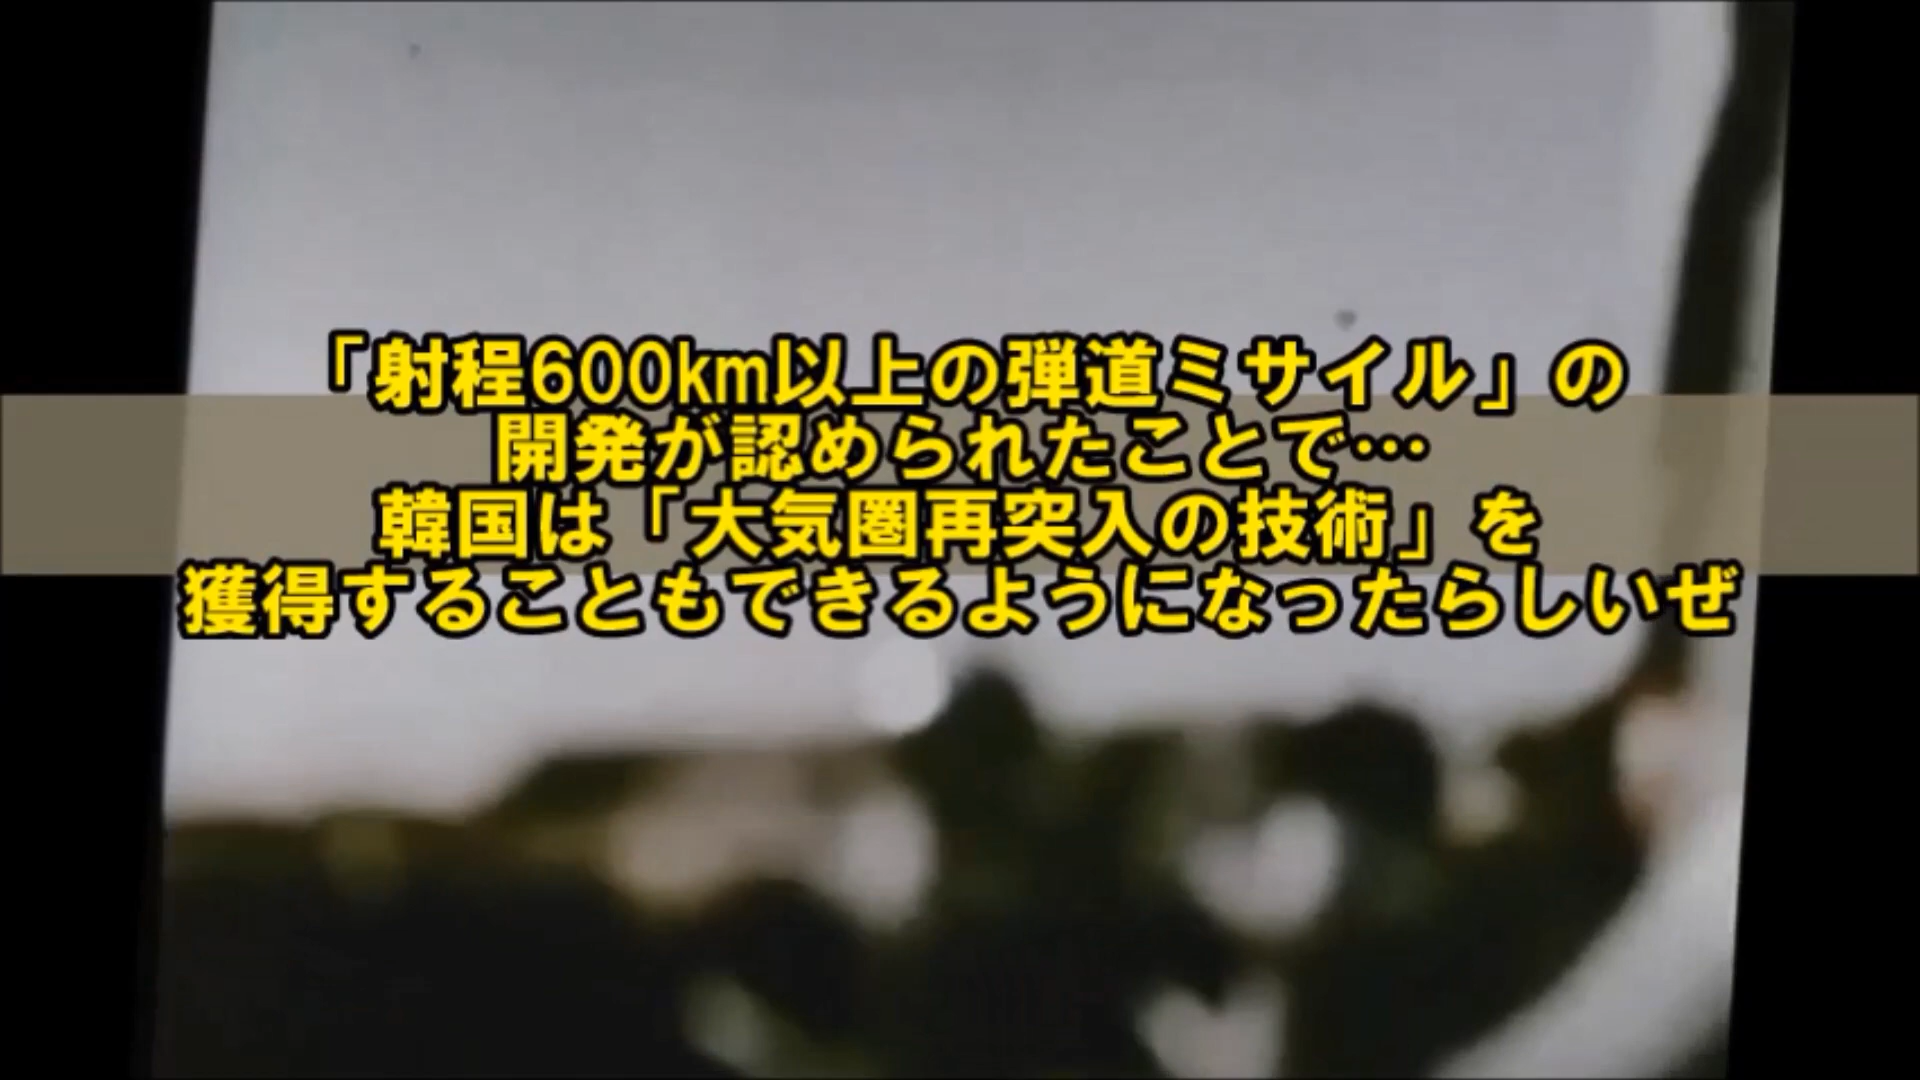 「射程600km以上の弾道ミサイル」の
開発が認められたことで…
韓国は「大気圏再突入の技術」を
獲得することもできるようになったらしいぜ